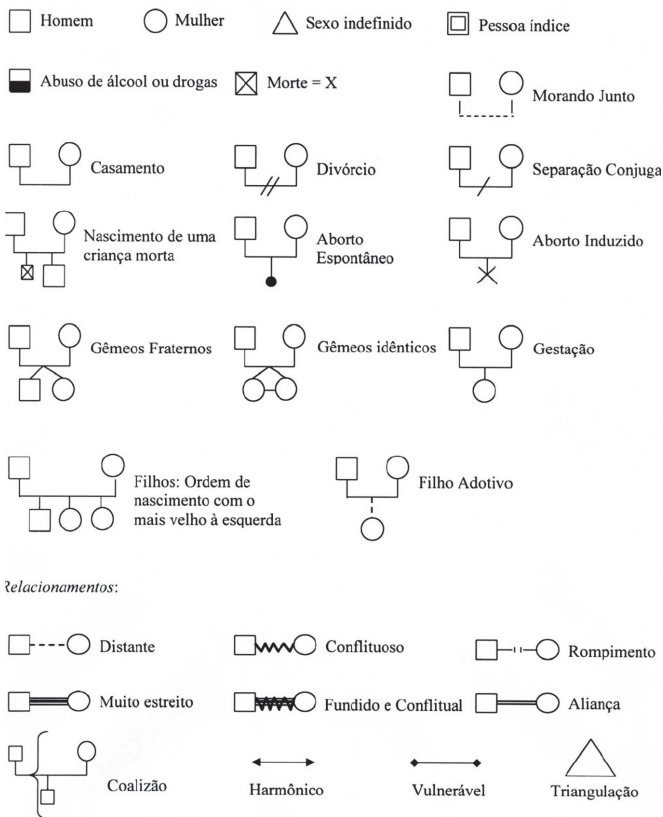 Homem
Mulher
Sexo indefinido
Pessoa índice
Abuso de álcool ou drogas
Morte = X
Morando Junto
Casamento
Divórcio
Separação Conjuga
Nascimento de uma
criança morta
Aborto
Espontâneo
Aborto Induzido
Gêmeos Fraternos
Gêmeos idênticos
Gestação
Filhos: Ordem de
nascimento com o
mais velho à esquerda
Filho Adotivo
Relacionamentos:
Distante
Conflituoso
Rompimento
Muito estreito
Fundido e Conflitual
Aliança
Coalizão
Harmônico
Vulnerável
Triangulação